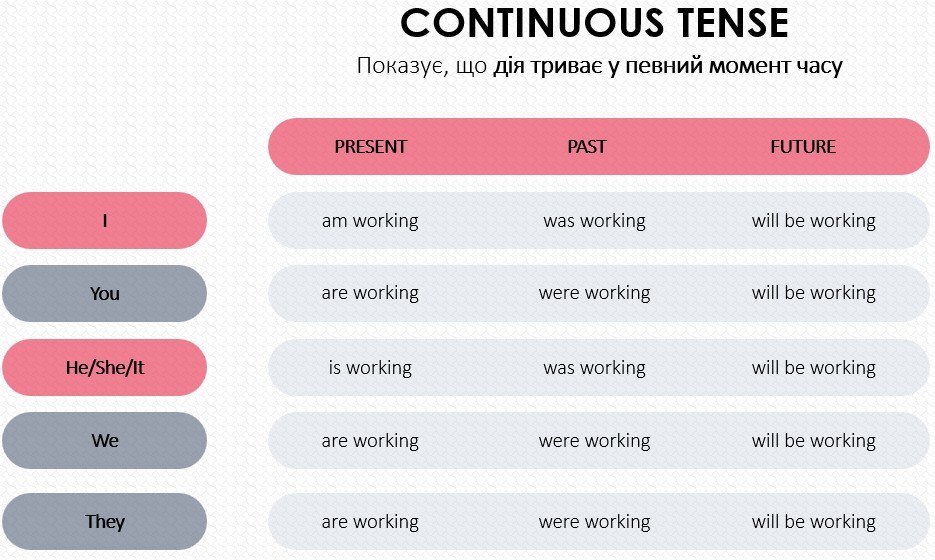 CONTINUOUS TENSE
Показує, що дія триває у певний момент часу
PRESENT PAST FUTURE
I am working was working will be working
You are working were working will be working
He/She/It is working was working will be working
We are working were working will be working
They are working were working will be working